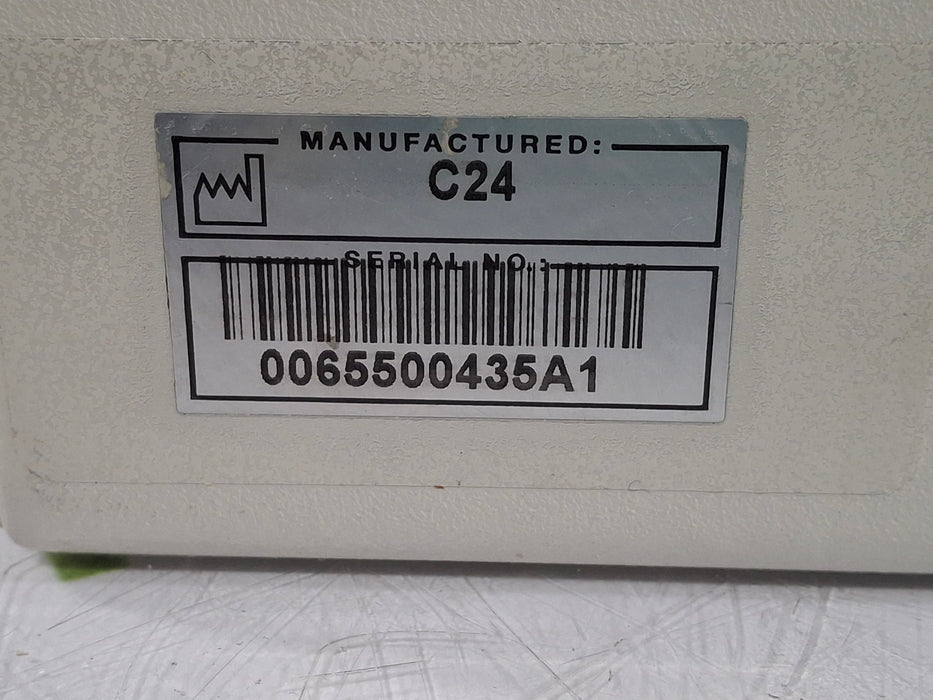 MANUFACTURED:
C24
SERIAL NO.:
0065500435A1